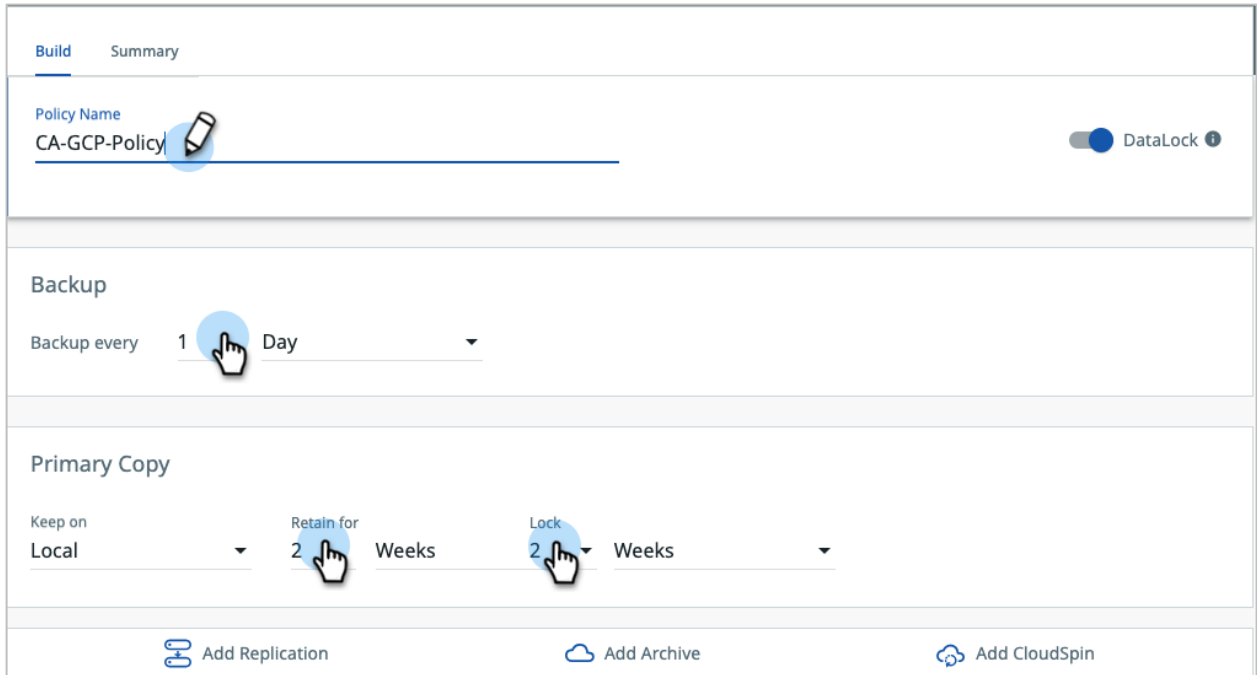 Build Summary
Policy Name
CA-GCP-Policy
DataLock
Backup
Backup every 1 Day
Primary Copy
Keep on Retain for Lock
Local 2 Weeks 2 Weeks
Add Replication Add Archive Add CloudSpin